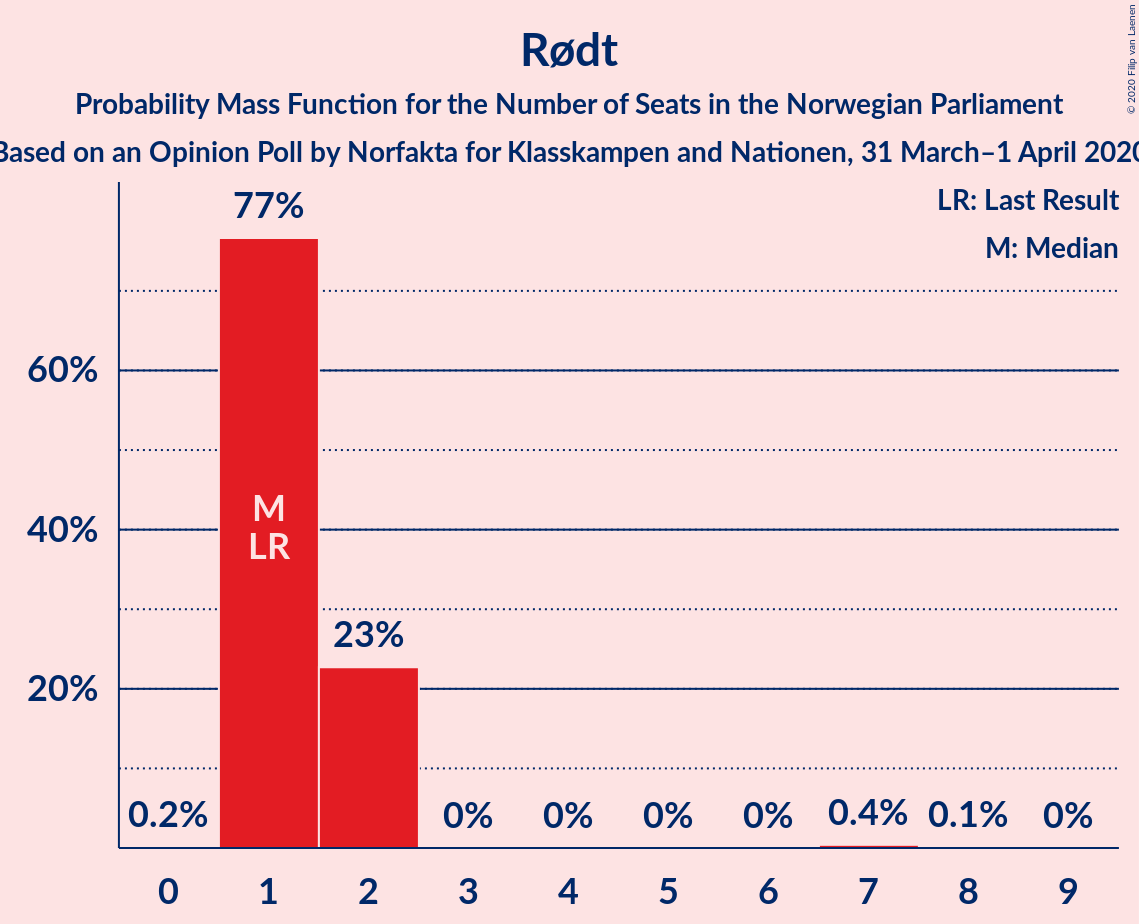 Rødt
Probability Mass Function for the Number of Seats in the Norwegian Parliament
Based on an Opinion Poll by Norfakta for Klasskampen and Nationen, 31 March–1 April 2020
© 2020 Filip van Laenen
LR: Last Result
M: Median
77%
60%
M
40%
LR
23%
20%
0.2%
0%
0%
0%
0%
0.4%
0.1%
0%
0 1 2 3 4 5 6 7 8 9